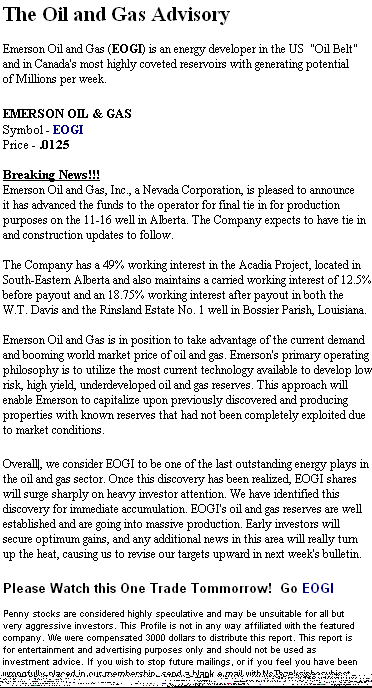 The Oil and Gas Advisory
Emerson Oil and Gas (EOGI) is an energy developer in the US "Oil Belt"
and in Canada's most highly coveted reservoirs with generating potential
of Millions per week.
EMERSON OIL & GAS
Symbol - EOGI
Price - .0125
Breaking News!!!
Emerson Oil and Gas, Inc., a Nevada Corporation, is pleased to announce
it has advanced the funds to the operator for final tie in for production
purposes on the 11-16 well in Alberta. The Company expects to have tie in
and construction updates to follow.
The Company has a 49% working interest in the Acadia Project, located in
South-Eastern Alberta and also maintains a carried working interest of 12.5%
before payout and an 18.75% working interest after payout in both the
W.T. Davis and the Rinsland Estate No. 1 well in Bossier Parish, Louisiana.
Emerson Oil and Gas is in position to take advantage of the current demand
and booming world market price of oil and gas. Emerson's primary operating
philosophy is to utilize the most current technology available to develop low
risk, high yield, underdeveloped oil and gas reserves. This approach will
enable Emerson to capitalize upon previously discovered and producing
properties with known reserves that had not been completely exploited due
to market conditions.
Overall, we consider EOGI to be one of the last outstanding energy plays in
the oil and gas sector. Once this discovery has been realized, EOGI shares
will surge sharply on heavy investor attention. We have identified this
discovery for immediate accumulation. EOGI's oil and gas reserves are well
established and are going into massive production. Early investors will
secure optimum gains, and any additional news in this area will really turn
up the heat, causing us to revise our targets upward in next week's bulletin.
Please Watch this One Trade Tommorrow! Go EOGI
Penny stocks are considered highly speculative and may be unsuitable for all but
very aggressive investors. This Profile is not in any way affiliated with the featured
company. We were compensated 3000 dollars to distribute this report. This report is
for entertainment and advertising purposes only and should not be used as
investment advice. If you wish to stop future mailings, or if you feel you have been
wrongfully placed in our membership, send a blank e mail with No Thanks in subject